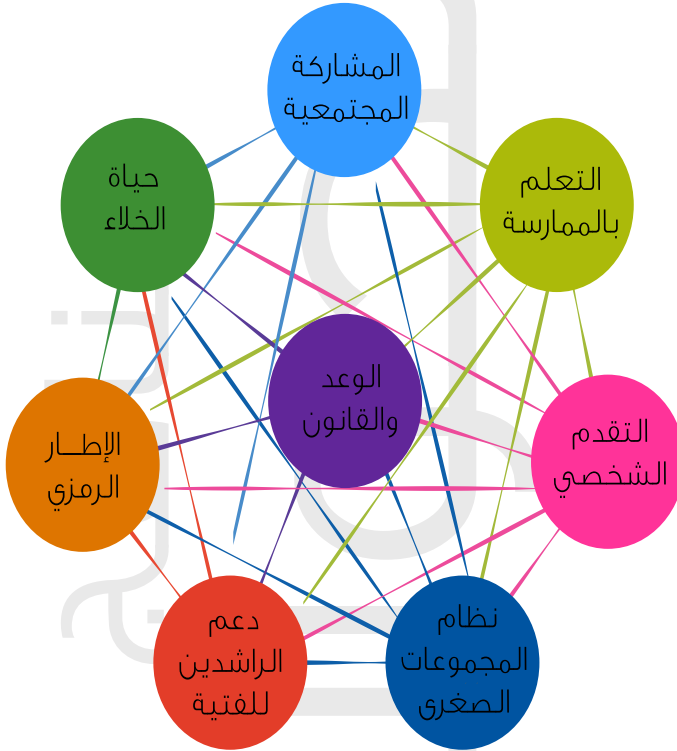 المشاركة
المجتمعية
التعلم
بالممارسة
حياة
الخلاء
الوعد
والقانون
التقدم
الشخصي
الإطــار
الرمزي
نظام
المجموعات
الصغرى
دعم
الراشدين
للفتية